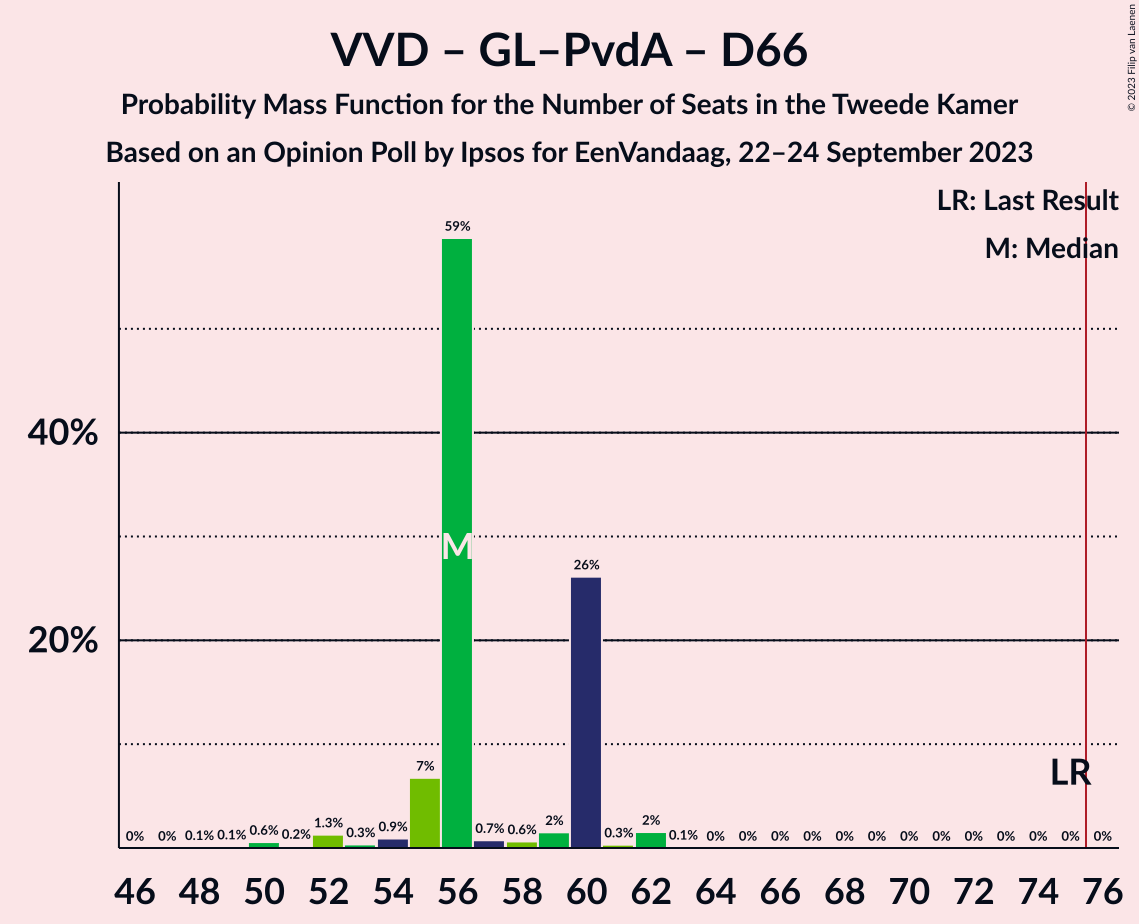 VVD – GL–PvdA – D66
Probability Mass Function for the Number of Seats in the Tweede Kamer
Based on an Opinion Poll by Ipsos for EenVandaag, 22–24 September 2023
© 2023 Filip van Laenen
LR: Last Result
M: Median
59%
40%
M
26%
20%
LR
0% 0% 0.1% 0.1% 0.6% 0.2% 1.3% 0.3% 0.9% 7% 0.7% 0.6% 2% 0.3% 2% 0.1% 0% 0% 0% 0% 0% 0% 0% 0% 0% 0% 0% 0% 0%
46 48 50 52 54 56 58 60 62 64 66 68 70 72 74 76